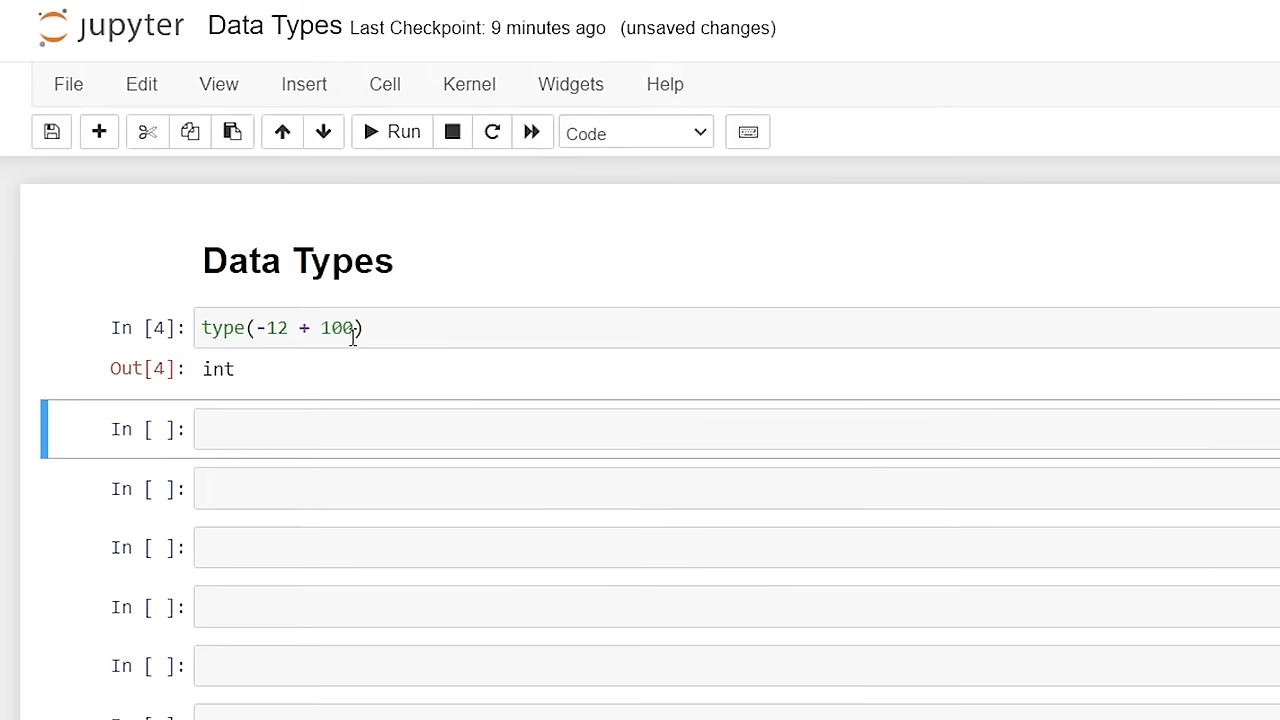 jupyter Data Types Last Checkpoint: 9 minutes ago (unsaved changes)
File Edit View Insert Cell Kernel Widgets Help
Run Code
Data Types
In [4]: type(-12 + 100)
Out[4]: int
In [ ]:
In [ ]:
In [ ]:
In [ ]:
In [ ]: